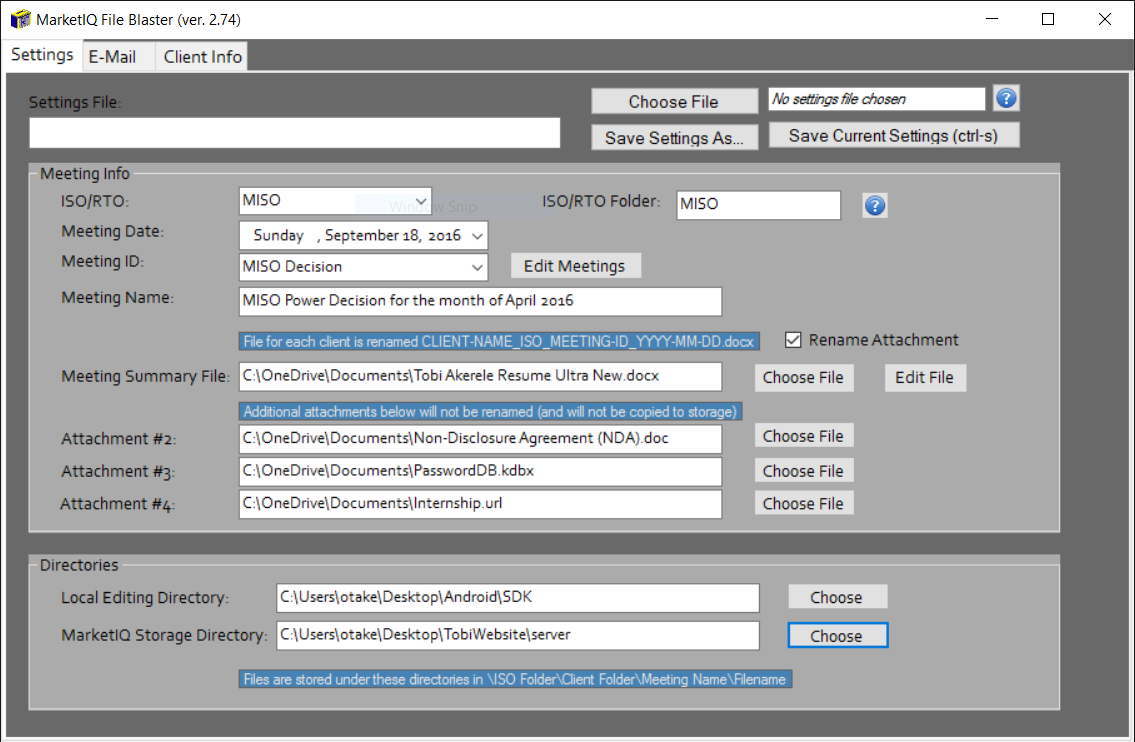 MarketIQ File Blaster (ver. 2.74)
Settings E-Mail Client Info
Settings File: Choose File No settings file chosen ?
Save Settings As... Save Current Settings (ctrl-s)
Meeting Info
ISO/RTO: MISO Window Snip ISO/RTO Folder: MISO ?
Meeting Date: Sunday , September 18, 2016
Meeting ID: MISO Decision Edit Meetings
Meeting Name: MISO Power Decision for the month of April 2016
File for each client is renamed CLIENT-NAME_ISO_MEETING-ID_YYYY-MM-DD.docx Rename Attachment
Meeting Summary File: C:\OneDrive\Documents\Tobi Akerele Resume Ultra New.docx Choose File Edit File
Additional attachments below will not be renamed (and will not be copied to storage)
Attachment #2: C:\OneDrive\Documents\Non-Disclosure Agreement (NDA).doc Choose File
Attachment #3: C:\OneDrive\Documents\PasswordDB.kdbx Choose File
Attachment #4: C:\OneDrive\Documents\Internship.url Choose File
Directories
Local Editing Directory: C:\Users\otake\Desktop\Android\SDK Choose
MarketIQ Storage Directory: C:\Users\otake\Desktop\TobiWebsite\server Choose
Files are stored under these directories in \ISO Folder\Client Folder\Meeting Name\Filename